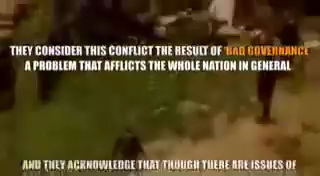 THEY CONSIDER THIS CONFLICT THE RESULT OF 'BAD GOVERNANCE
A PROBLEM THAT AFFLICTS THE WHOLE NATION IN GENERAL
AND THEY ACKNOWLEDGE THAT THOUGH THERE ARE ISSUES OF